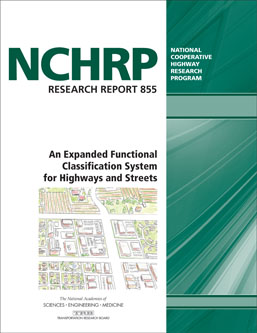 NCHRP
RESEARCH REPORT 855
NATIONAL
COOPERATIVE
HIGHWAY
RESEARCH
PROGRAM
An Expanded Functional
Classification System
for Highways and Streets
The National Academies of
SCIENCES • ENGINEERING • MEDICINE
TRB
TRANSPORTATION RESEARCH BOARD